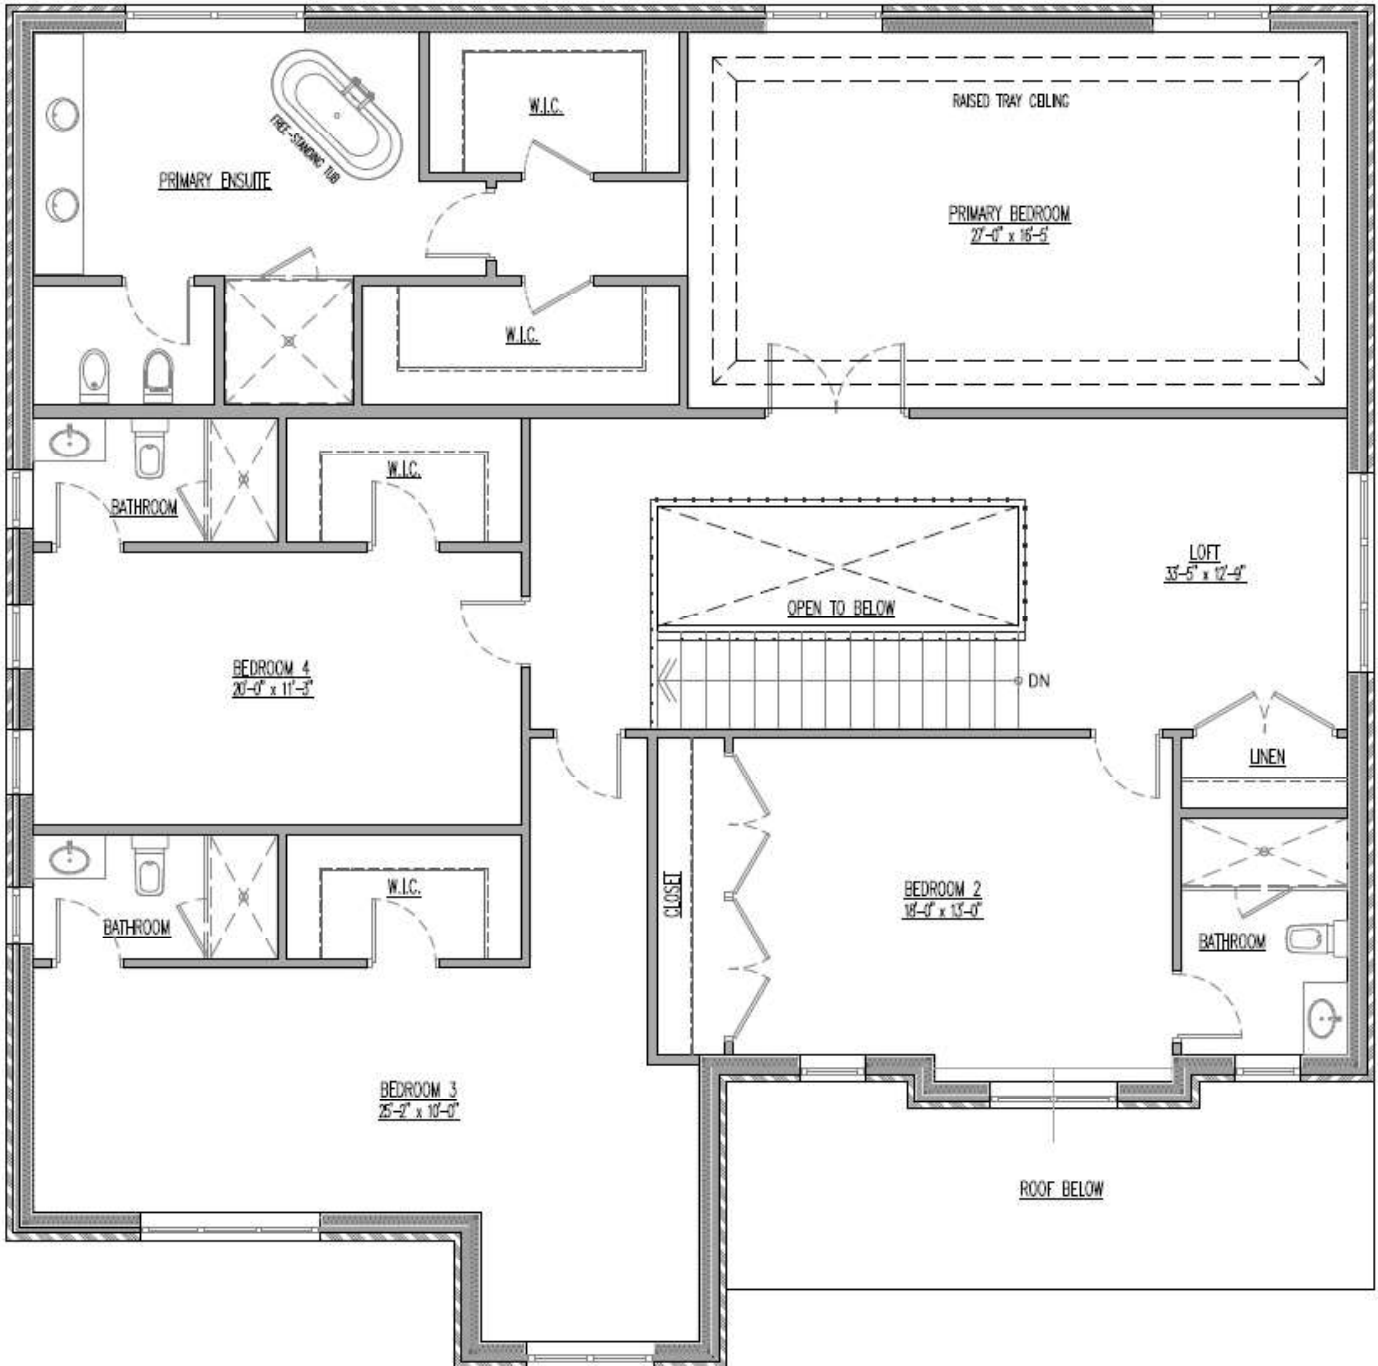 W.I.C.
RAISED TRAY CEILING
FREE-STANDING TUB
PRIMARY ENSUITE
PRIMARY BEDROOM
27'-0" x 16'-5"
W.I.C.
W.I.C.
BATHROOM
LOFT
33'-5" x 12'-9"
OPEN TO BELOW
BEDROOM 4
20'-0" x 11'-3"
DN
LINEN
W.I.C.
CLOSET
BEDROOM 2
18'-0" x 13'-0"
BATHROOM
BATHROOM
BEDROOM 3
25'-2" x 10'-0"
ROOF BELOW